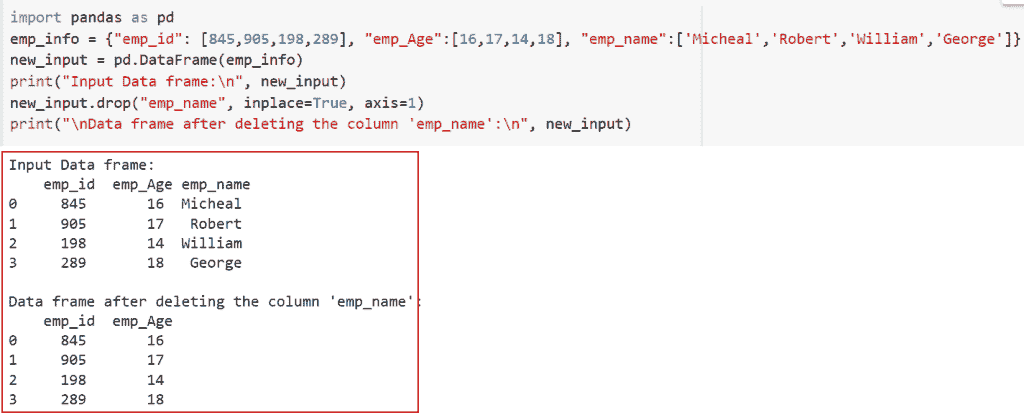 import pandas as pd
emp_info = {"emp_id": [845,905,198,289], "emp_Age":[16,17,14,18], "emp_name":['Micheal','Robert','William','George']}
new_input = pd.DataFrame(emp_info)
print("Input Data frame:\n", new_input)
new_input.drop("emp_name", inplace=True, axis=1)
print("\nData frame after deleting the column 'emp_name':\n", new_input)
Input Data frame:
emp_id emp_Age emp_name
0 845 16 Micheal
1 905 17 Robert
2 198 14 William
3 289 18 George
Data frame after deleting the column 'emp_name':
emp_id emp_Age
0 845 16
1 905 17
2 198 14
3 289 18